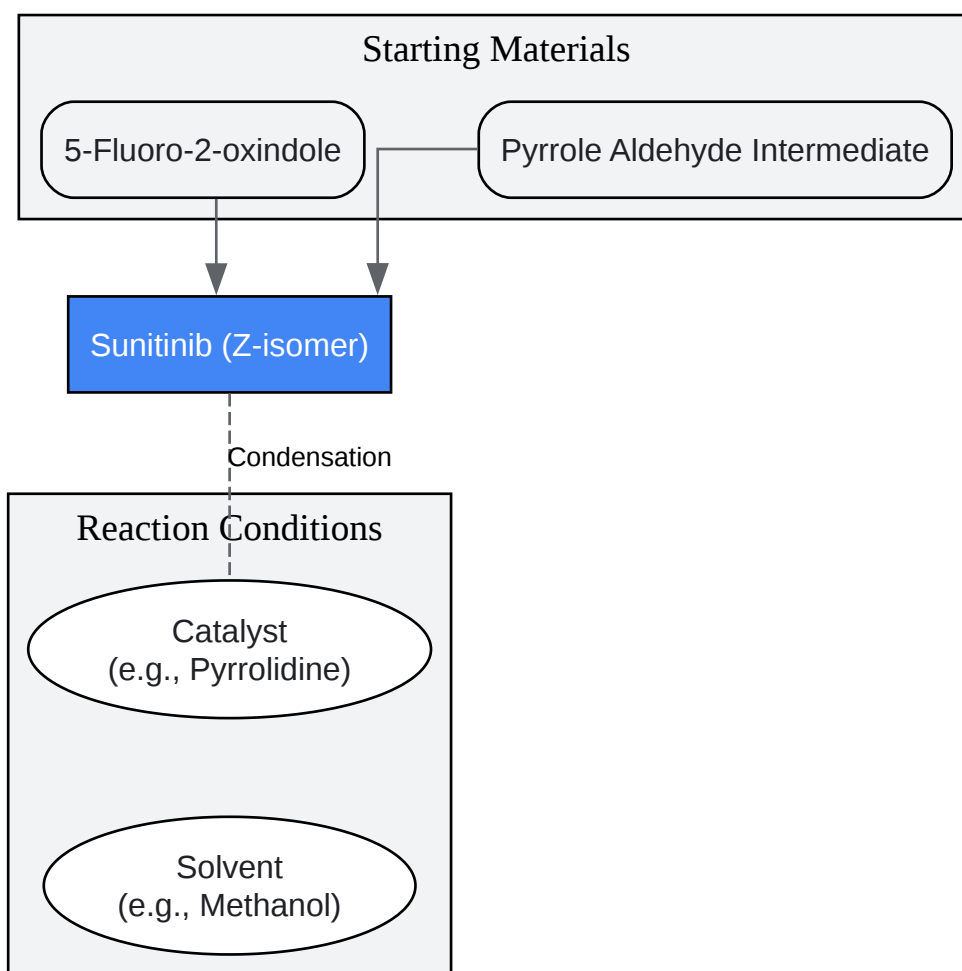 Starting Materials
5-Fluoro-2-oxindole
Pyrrole Aldehyde Intermediate
Sunitinib (Z-isomer)
Condensation
Reaction Conditions
Catalyst
(e.g., Pyrrolidine)
Solvent
(e.g., Methanol)